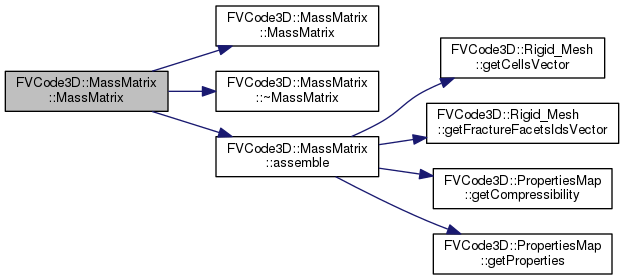 FVCode3D::MassMatrix
::MassMatrix
FVCode3D::MassMatrix
::MassMatrix
FVCode3D::MassMatrix
::~MassMatrix
FVCode3D::MassMatrix
::assemble
FVCode3D::Rigid_Mesh
::getCellsVector
FVCode3D::Rigid_Mesh
::getFractureFacetsIdsVector
FVCode3D::PropertiesMap
::getCompressibility
FVCode3D::PropertiesMap
::getProperties